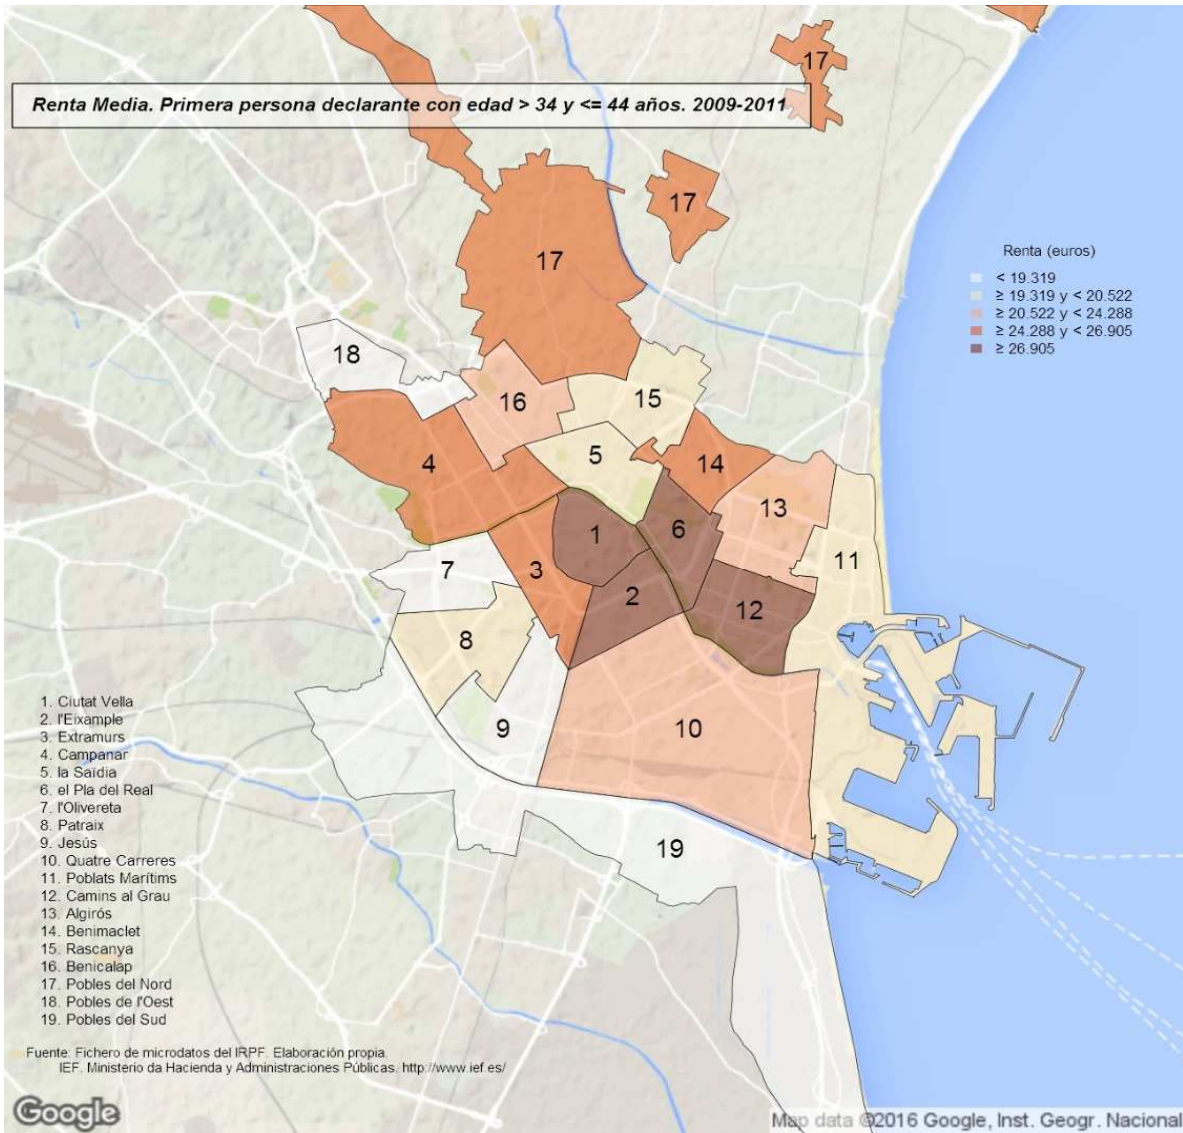 17
Renta Media. Primera persona declarante con edad > 34 y <= 44 años. 2009-2011
17
17
Renta (euros)
< 19.319
≥ 19.319 y < 20.522
≥ 20.522 y < 24.288
≥ 24.288 y < 26.905
≥ 26.905
18
16
15
4
5
14
13
1
6
11
7
3
2
12
8
9
10
19
1. Ciutat Vella
2. l'Eixample
3. Extramurs
4. Campanar
5. la Saïdia
6. el Pla del Real
7. l'Olivereta
8. Patraix
9. Jesús
10. Quatre Carreres
11. Poblats Marítims
12. Camins al Grau
13. Algirós
14. Benimaclet
15. Rascanya
16. Benicalap
17. Pobles del Nord
18. Pobles de l'Oest
19. Pobles del Sud
Fuente: Fichero de microdatos del IRPF. Elaboración propia.
IEF. Ministerio da Hacienda y Administraciones Públicas. http://www.ief.es/
Google
Map data ©2016 Google, Inst. Geogr. Nacional